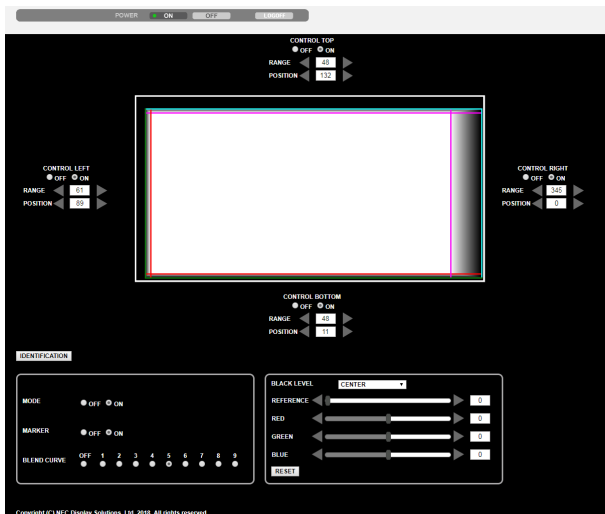 POWER ON OFF LOGOFF
CONTROL TOP
OFF ON
RANGE 48
POSITION 132
CONTROL LEFT
OFF ON
RANGE 61
POSITION 89
CONTROL RIGHT
OFF ON
RANGE 345
POSITION 0
CONTROL BOTTOM
OFF ON
RANGE 48
POSITION 11
IDENTIFICATION
MODE OFF ON
MARKER OFF ON
BLEND CURVE OFF 1 2 3 4 5 6 7 8 9
BLACK LEVEL CENTER
REFERENCE 0
RED 0
GREEN 0
BLUE 0
RESET
Copyright (C) NEC Display Solutions, Ltd. 2018. All rights reserved.